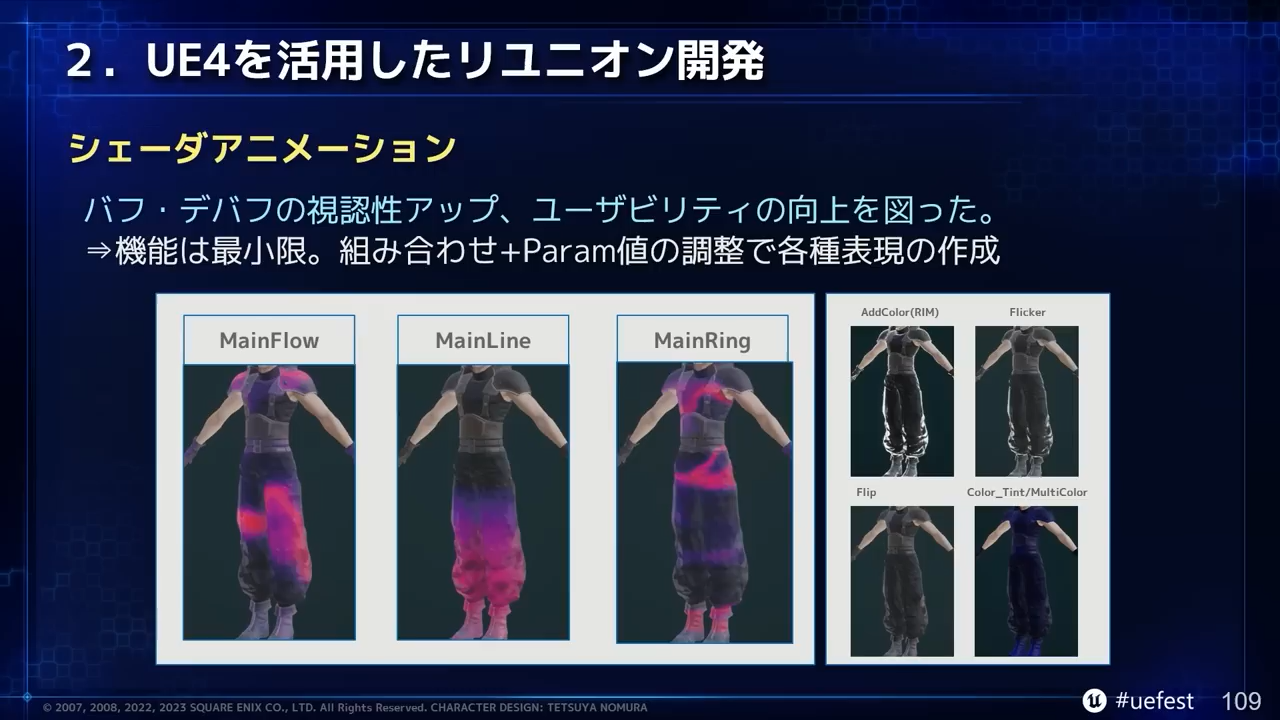 2．UE4を活用したリユニオン開発
シェーダアニメーション
バフ・デバフの視認性アップ、ユーザビリティの向上を図った。
⇒機能は最小限。組み合わせ+Param値の調整で各種表現の作成
MainFlow
MainLine
MainRing
AddColor(RIM)
Flicker
Flip
Color_Tint/MultiColor
© 2007, 2008, 2022, 2023 SQUARE ENIX CO., LTD. All Rights Reserved. CHARACTER DESIGN: TETSUYA NOMURA
#uefest 109